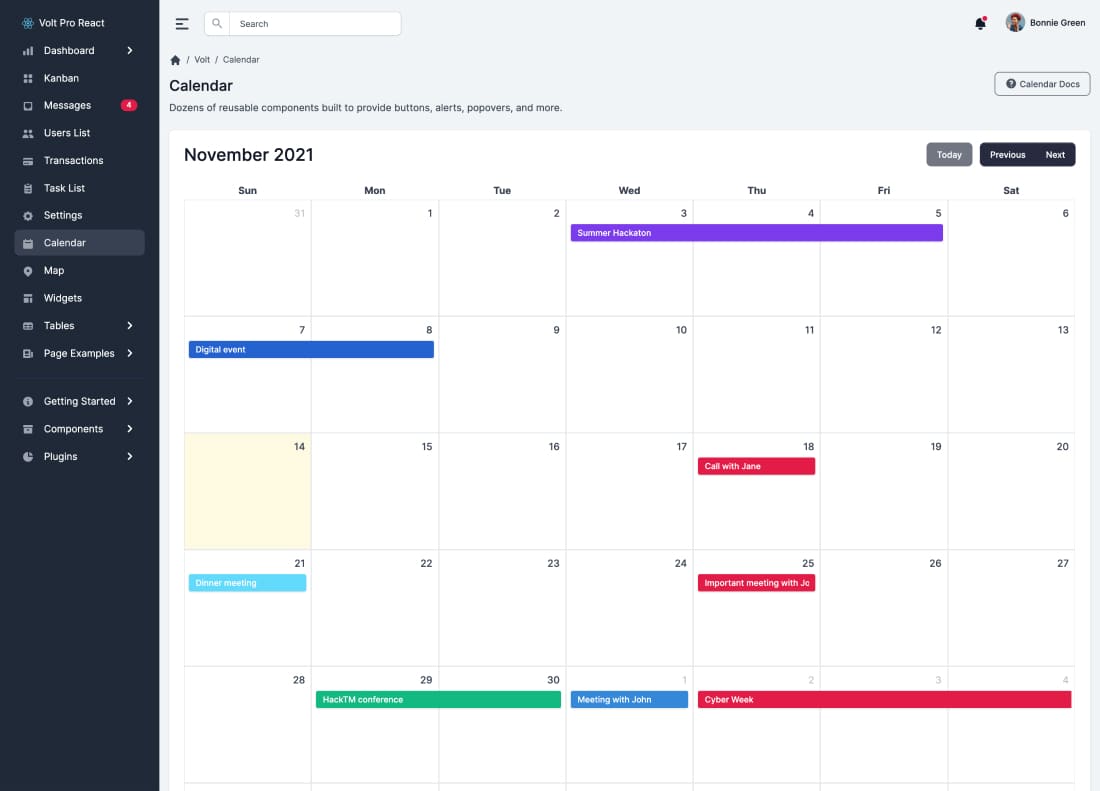 Volt Pro React
Dashboard
Kanban
Messages 4
Users List
Transactions
Task List
Settings
Calendar
Map
Widgets
Tables
Page Examples
Getting Started
Components
Plugins
Search
Bonnie Green
/ Volt / Calendar
Calendar
Calendar Docs
Dozens of reusable components built to provide buttons, alerts, popovers, and more.
November 2021
Today Previous Next
Sun Mon Tue Wed Thu Fri Sat
31 1 2 3 4 5 6
Summer Hackaton
7 8 9 10 11 12 13
Digital event
14 15 16 17 18 19 20
Call with Jane
21 22 23 24 25 26 27
Dinner meeting Important meeting with Jo
28 29 30 1 2 3 4
HackTM conference Meeting with John Cyber Week